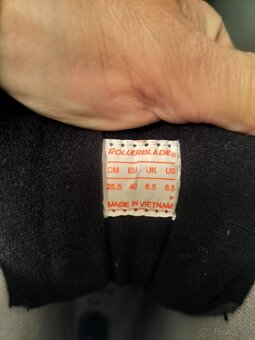 ROLLERBLADE®
CM EU UK US
25.5 40 6.5 8.5
W
MADE IN VIETNAM